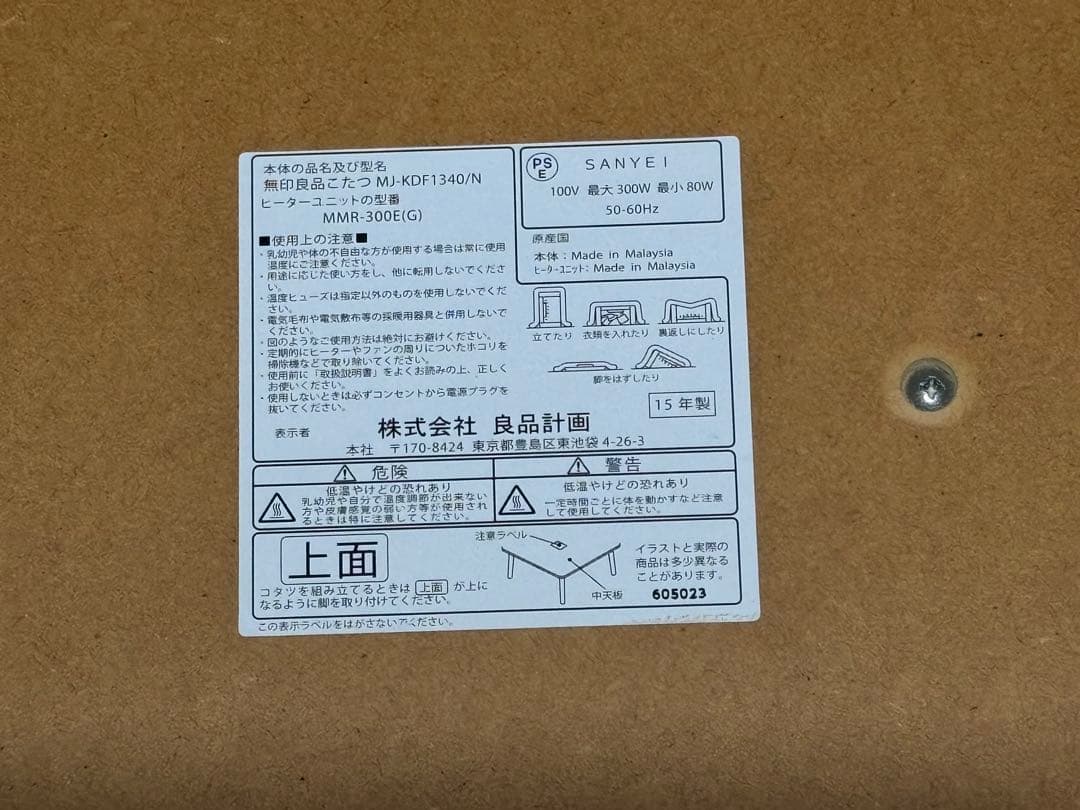 本体の品名及び型名
無印良品こたつ MJ-KDF1340/N
ヒーターユニットの型番
MMR-300E(G)
■使用上の注意■
・乳幼児や体の不自由な方が使用する場合は常に使用
温度にご注意ください。
・用途に応じた使い方をし、他に転用しないでくださ
い。
・温度ヒューズは指定以外のものを使用しないでくだ
さい。
・電気毛布や電気敷布等の採暖用器具と併用しないで
ください。
・図のようなご使用方法は絶対にお避けください。
・定期的にヒーターやファンの周りについたホコリを
掃除機などで取り除いてください。
・使用前に「取扱説明書」をよくお読みの上、正しく
お使いください。
・使用しないときは必ずコンセントから電源プラグを
抜いてください。
PS
E
SANYEI
100V 最大 300W 最小 80W
50-60Hz
原産国
本体：Made in Malaysia
ヒーターユニット：Made in Malaysia
立てたり 衣類を入れたり 裏返しにしたり
脚をはずしたり
15 年製
表示者 株式会社 良品計画
本社 〒170-8424 東京都豊島区東池袋 4-26-3
危険
低温やけどの恐れあり
乳幼児や自分で温度調節が出来ない
方や皮膚感覚の弱い方等が使用され
るときは特に注意してください。
警告
低温やけどの恐れあり
一定時間ごとに体を動かすなど注意
して使用してください。
上面
コタツを組み立てるときは 上面 が上に
なるように脚を取り付けてください。
注意ラベル
中天板
イラストと実際の
商品は多少異なる
ことがあります。
605023
この表示ラベルをはがさないでください。